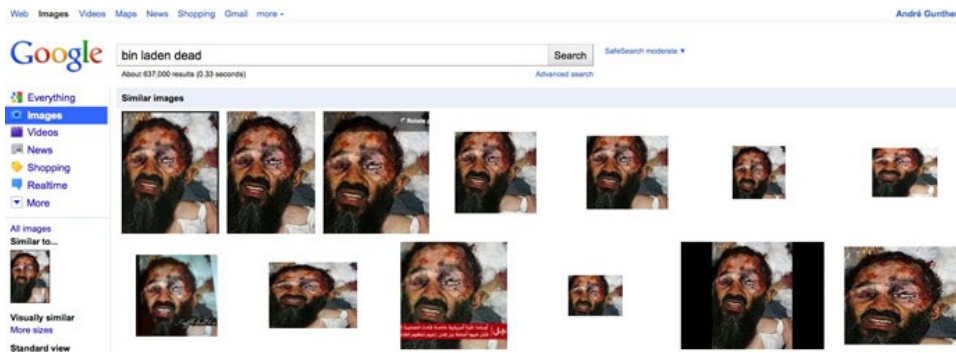 Web Images Videos Maps News Shopping Gmail more
André Gunther
Google
bin laden dead
Search
SafeSearch moderate ▼
About 637,000 results (0.33 seconds)
Advanced search
Everything
Images
Videos
News
Shopping
Realtime
More
All images
Similar to...
Visually similar
More sizes
Standard view
Similar images
Rotate